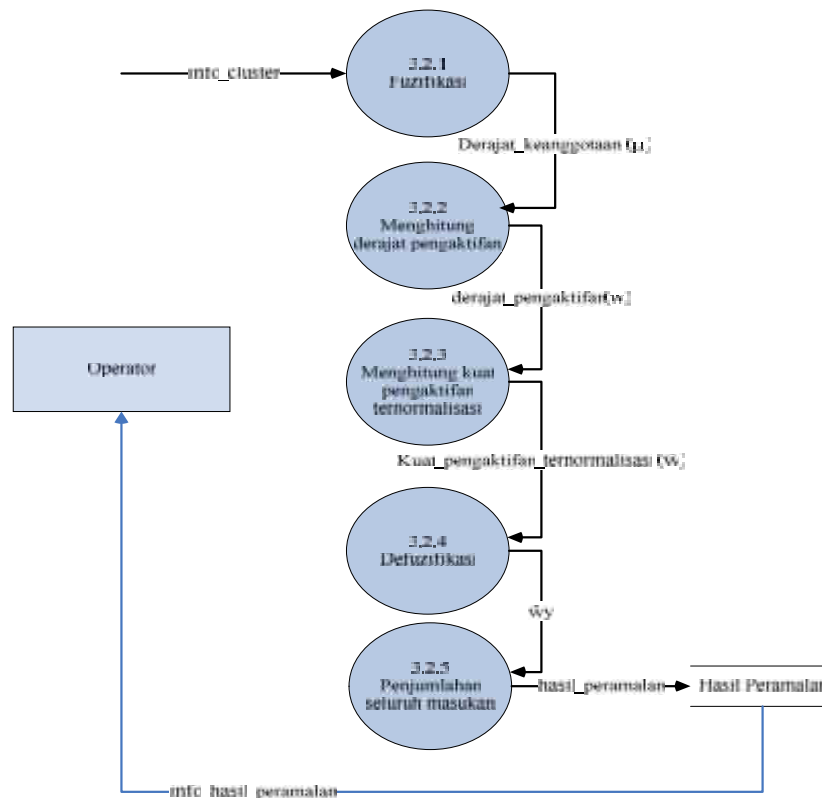 3.2.1
Fuzifikasi
info_cluster
Derajat_keanggotaan (μ)
3.2.2
Menghitung
derajat pengaktifan
derajat_pengaktifan(w)
Operator
3.2.3
Menghitung kuat
pengaktifan
ternormalisasi
Kuat_pengaktifan_ternormalisasi (w̄)
3.2.4
Defuzifikasi
w̄y
3.2.5
Penjumlahan
seluruh masukan
hasil_peramalan
Hasil Peramalan
info_hasil_peramalan